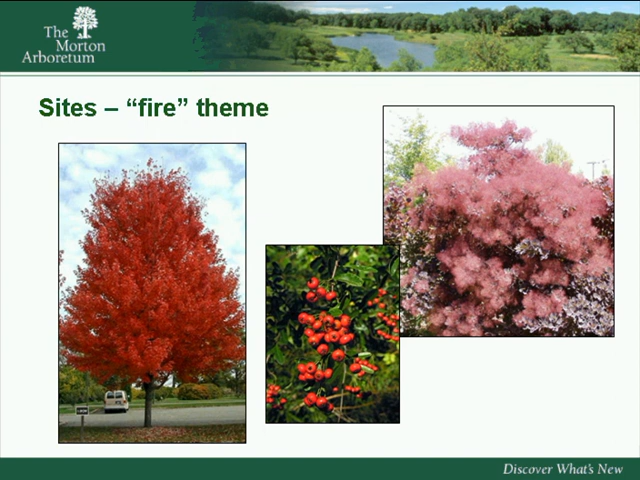 The
Morton
Arboretum
Sites – “fire” theme
Discover What's New